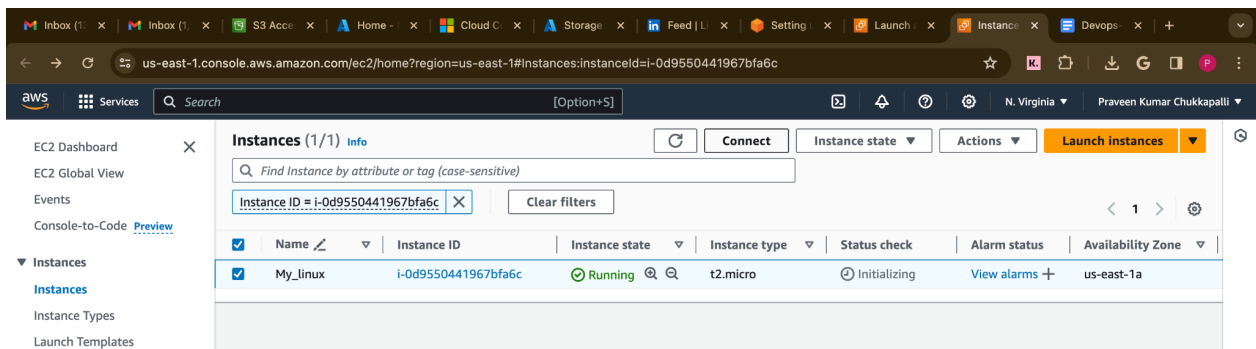 Inbox (1 Inbox (1, S3 Acce Home - Cloud C Storage Feed | Li Setting Launch Instance Devops-
us-east-1.console.aws.amazon.com/ec2/home?region=us-east-1#Instances:instanceId=i-0d9550441967bfa6c K. G P
aws Services Search [Option+S] N. Virginia Praveen Kumar Chukkapalli
EC2 Dashboard
EC2 Global View
Events
Console-to-Code Preview
Instances
Instances
Instance Types
Launch Templates
Instances (1/1) Info Connect Instance state Actions Launch instances
Find Instance by attribute or tag (case-sensitive)
Instance ID = i-0d9550441967bfa6c Clear filters
1
Name Instance ID Instance state Instance type Status check Alarm status Availability Zone
My_linux i-0d9550441967bfa6c Running t2.micro Initializing View alarms + us-east-1a